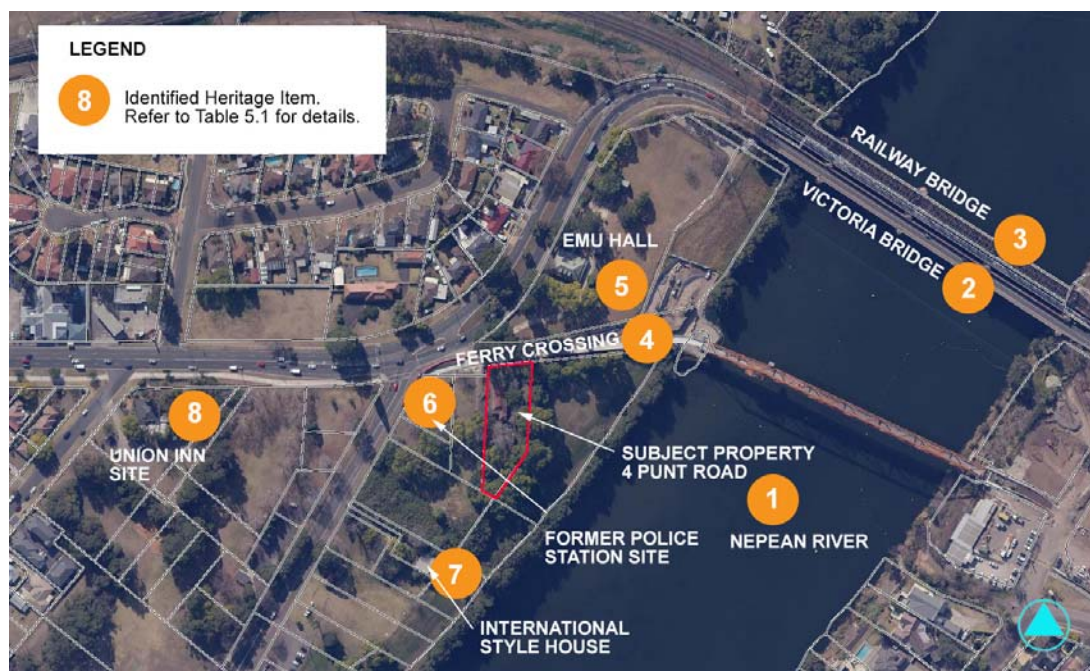 LEGEND
8
Identified Heritage Item.
Refer to Table 5.1 for details.
RAILWAY BRIDGE
3
VICTORIA BRIDGE
2
EMU HALL
5
FERRY CROSSING
4
6
8
UNION INN
SITE
SUBJECT PROPERTY
4 PUNT ROAD
1
NEPEAN RIVER
FORMER POLICE
STATION SITE
7
INTERNATIONAL
STYLE HOUSE